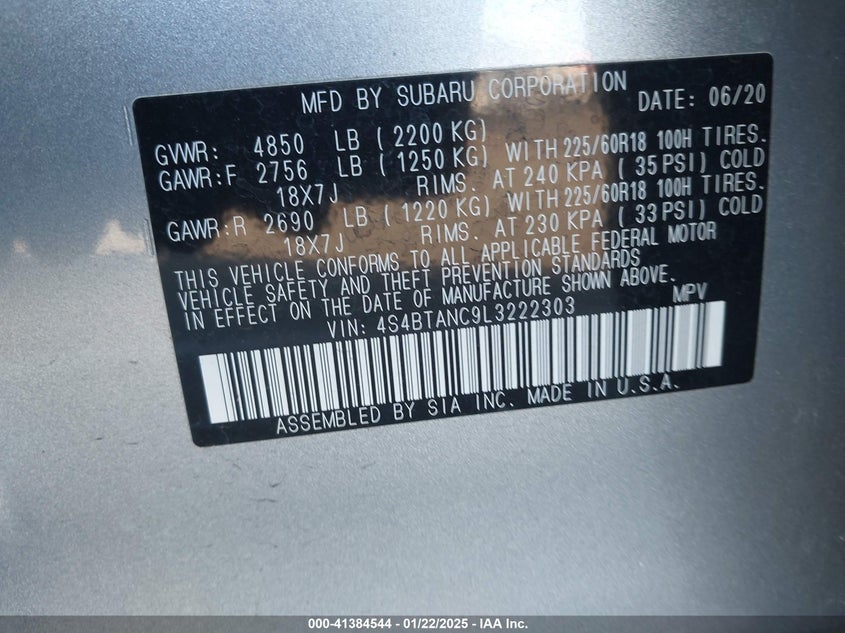 MFD BY SUBARU CORPORATION DATE: 06/20
GVWR: 4850 LB (2200 KG)
GAWR:F 2756 LB (1250 KG) WITH 225/60R18 100H TIRES.
18X7J RIMS. AT 240 KPA (35 PSI) COLD
GAWR:R 2690 LB (1220 KG) WITH 225/60R18 100H TIRES.
18X7J RIMS. AT 230 KPA (33 PSI) COLD
THIS VEHICLE CONFORMS TO ALL APPLICABLE FEDERAL MOTOR
VEHICLE SAFETY AND THEFT PREVENTION STANDARDS
IN EFFECT ON THE DATE OF MANUFACTURE SHOWN ABOVE.
VIN: 4S4BTANC9L3222303 MPV
ASSEMBLED BY SIA INC. MADE IN U.S.A.
000-41384544 - 01/22/2025 - IAA Inc.